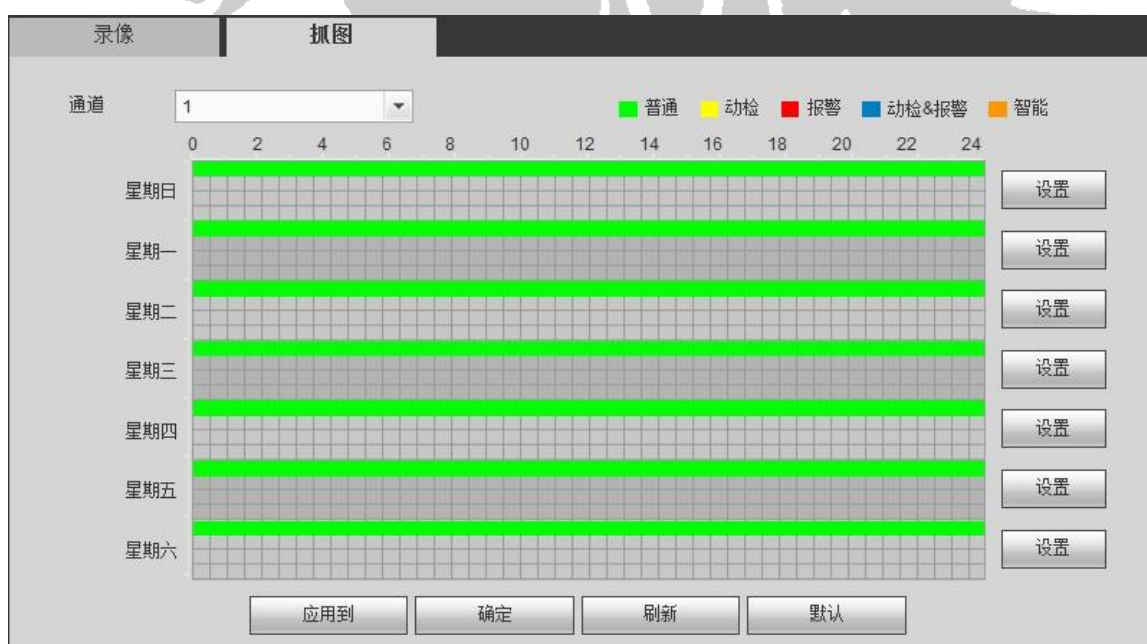 录像 抓图
通道 1 普通 动检 报警 动检&报警 智能
0 2 4 6 8 10 12 14 16 18 20 22 24
星期日 设置
星期一 设置
星期二 设置
星期三 设置
星期四 设置
星期五 设置
星期六 设置
应用到 确定 刷新 默认